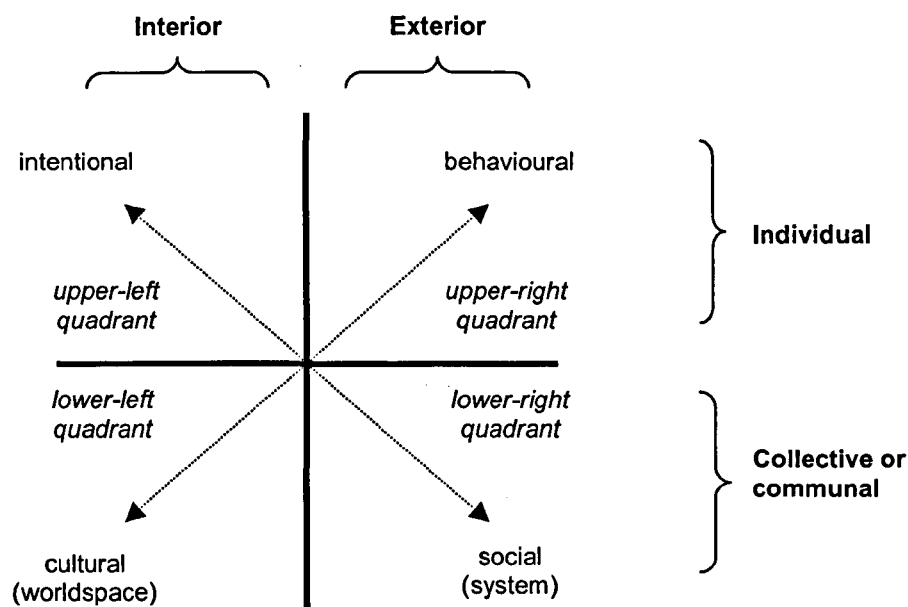 Interior
Exterior
intentional
behavioural
Individual
upper-left
quadrant
upper-right
quadrant
lower-left
quadrant
lower-right
quadrant
Collective or
communal
cultural
(worldspace)
social
(system)